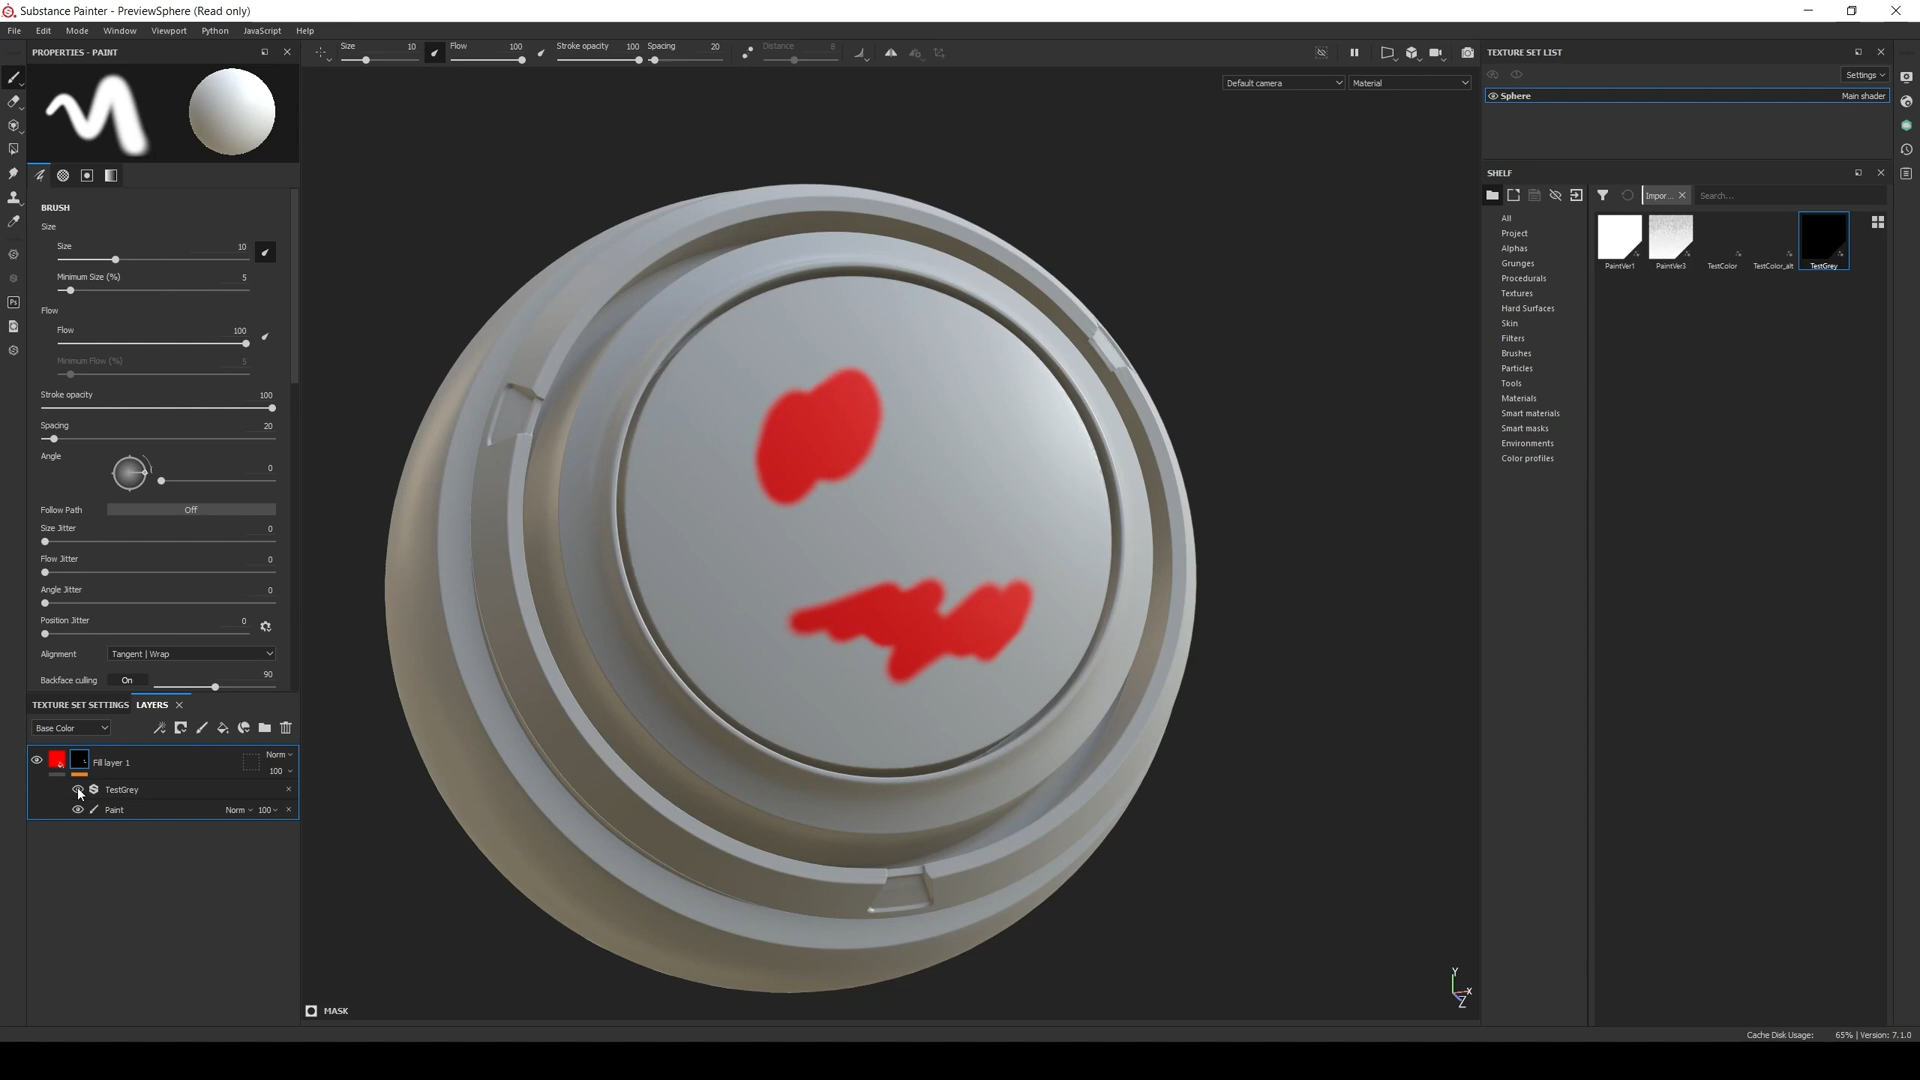 Substance Painter - PreviewSphere (Read only)
File Edit Mode Window Viewport Python JavaScript Help
PROPERTIES - PAINT
Size 10 Flow 100 Stroke opacity 100 Spacing 20 Distance 8
Default camera Material
BRUSH
Size
Size 10
Minimum Size (%) 5
Flow
Flow 100
Minimum Flow (%) 5
Stroke opacity 100
Spacing 20
Angle 0
Follow Path Off
Size Jitter 0
Flow Jitter 0
Angle Jitter 0
Position Jitter 0
Alignment Tangent | Wrap
Backface culling On 90
TEXTURE SET SETTINGS LAYERS
Base Color
Fill layer 1 Norm 100
TestGrey
Paint Norm 100
Ps
MASK
Y
X
Z
TEXTURE SET LIST
Settings
Sphere Main shader
SHELF
Impor... Search...
All
Project
Alphas
Grunges
Procedurals
Textures
Hard Surfaces
Skin
Filters
Brushes
Particles
Tools
Materials
Smart materials
Smart masks
Environments
Color profiles
PaintVer1 PaintVer3 TestColor TestColor_alt TestGrey
Cache Disk Usage: 65% | Version: 7.1.0